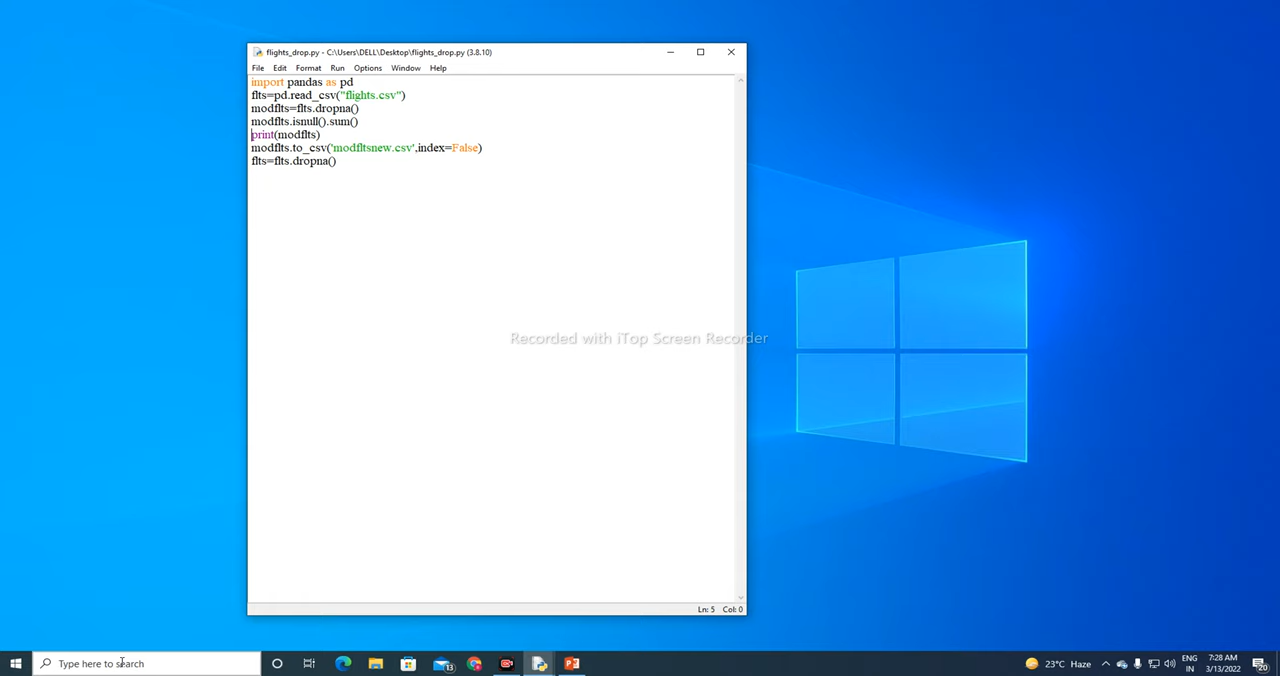 flights_drop.py - C:\Users\DELL\Desktop\flights_drop.py (3.8.10)
File Edit Format Run Options Window Help
import pandas as pd
flts=pd.read_csv("flights.csv")
modflts=flts.dropna()
modflts.isnull().sum()
print(modflts)
modflts.to_csv('modfltsnew.csv',index=False)
flts=flts.dropna()
Recorded with iTop Screen Recorder
Ln: 5 Col: 0
Type here to search
13
23°C Haze
ENG
IN
7:28 AM
3/13/2022
20